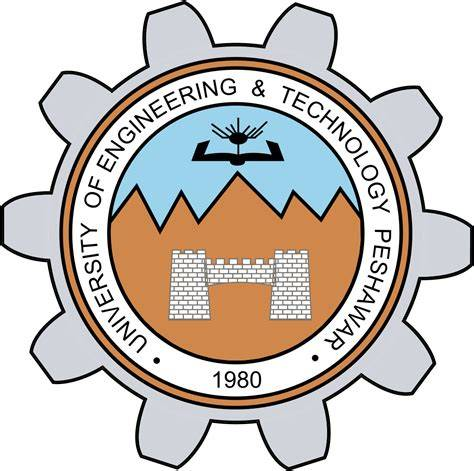 UNIVERSITY OF ENGINEERING & TECHNOLOGY PESHAWAR
1980